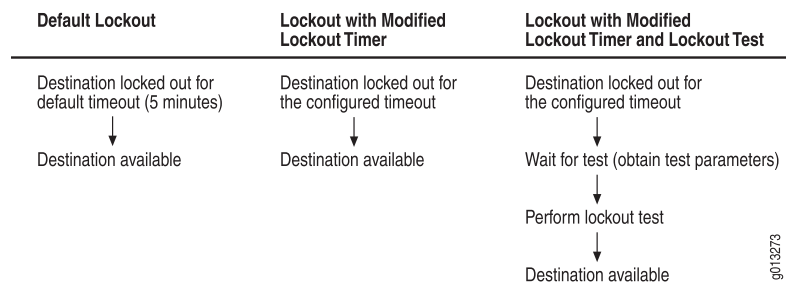 Default Lockout
Lockout with Modified
Lockout Timer
Lockout with Modified
Lockout Timer and Lockout Test
Destination locked out for
default timeout (5 minutes)
Destination available
Destination locked out for
the configured timeout
Destination available
Destination locked out for
the configured timeout
Wait for test (obtain test parameters)
Perform lockout test
Destination available
g013273